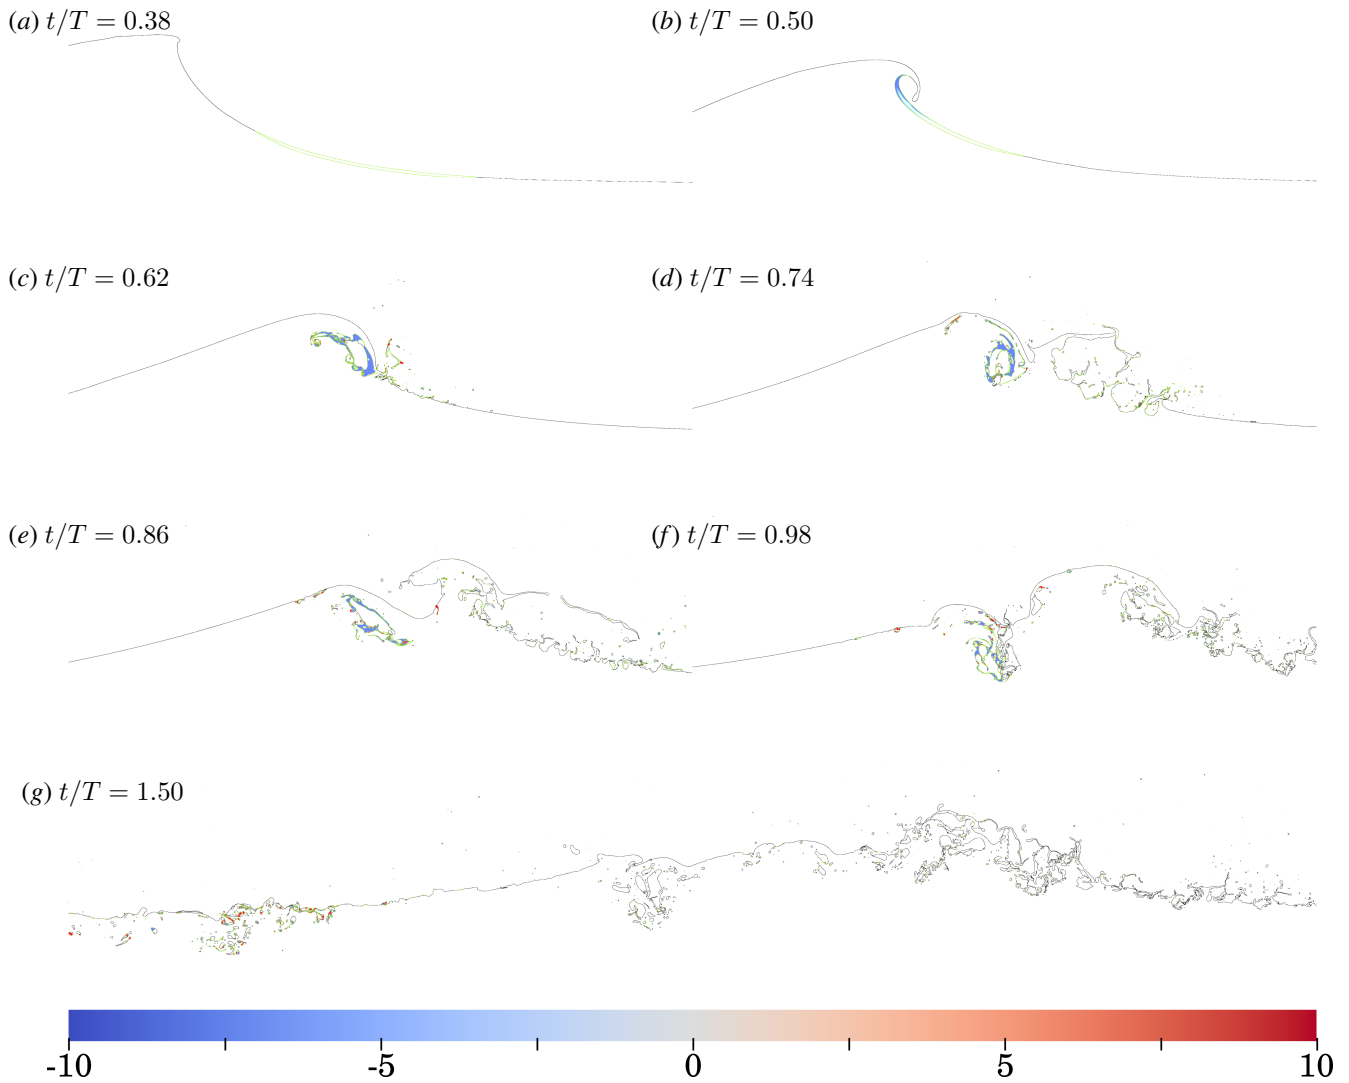 (a) t/T = 0.38
(b) t/T = 0.50
(c) t/T = 0.62
(d) t/T = 0.74
(e) t/T = 0.86
(f) t/T = 0.98
(g) t/T = 1.50
-10 -5 0 5 10